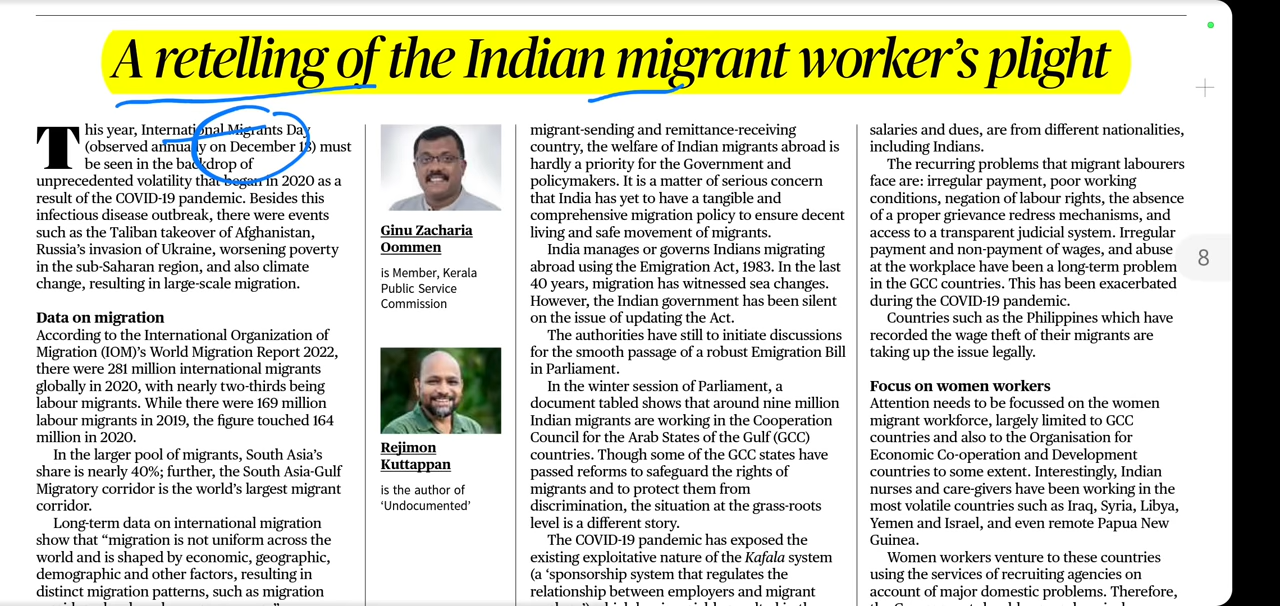 A retelling of the Indian migrant worker’s plight
This year, International Migrants Day
(observed annually on December 18) must
be seen in the backdrop of
unprecedented volatility that began in 2020 as a
result of the COVID-19 pandemic. Besides this
infectious disease outbreak, there were events
such as the Taliban takeover of Afghanistan,
Russia’s invasion of Ukraine, worsening poverty
in the sub-Saharan region, and also climate
change, resulting in large-scale migration.
Data on migration
According to the International Organization of
Migration (IOM)’s World Migration Report 2022,
there were 281 million international migrants
globally in 2020, with nearly two-thirds being
labour migrants. While there were 169 million
labour migrants in 2019, the figure touched 164
million in 2020.
In the larger pool of migrants, South Asia’s
share is nearly 40%; further, the South Asia-Gulf
Migratory corridor is the world’s largest migrant
corridor.
Long-term data on international migration
show that “migration is not uniform across the
world and is shaped by economic, geographic,
demographic and other factors, resulting in
distinct migration patterns, such as migration
Ginu Zacharia
Oommen
is Member, Kerala
Public Service
Commission
Rejimon
Kuttappan
is the author of
‘Undocumented’
migrant-sending and remittance-receiving
country, the welfare of Indian migrants abroad is
hardly a priority for the Government and
policymakers. It is a matter of serious concern
that India has yet to have a tangible and
comprehensive migration policy to ensure decent
living and safe movement of migrants.
India manages or governs Indians migrating
abroad using the Emigration Act, 1983. In the last
40 years, migration has witnessed sea changes.
However, the Indian government has been silent
on the issue of updating the Act.
The authorities have still to initiate discussions
for the smooth passage of a robust Emigration Bill
in Parliament.
In the winter session of Parliament, a
document tabled shows that around nine million
Indian migrants are working in the Cooperation
Council for the Arab States of the Gulf (GCC)
countries. Though some of the GCC states have
passed reforms to safeguard the rights of
migrants and to protect them from
discrimination, the situation at the grass-roots
level is a different story.
The COVID-19 pandemic has exposed the
existing exploitative nature of the Kafala system
(a ‘sponsorship system that regulates the
relationship between employers and migrant
salaries and dues, are from different nationalities,
including Indians.
The recurring problems that migrant labourers
face are: irregular payment, poor working
conditions, negation of labour rights, the absence
of a proper grievance redress mechanisms, and
access to a transparent judicial system. Irregular
payment and non-payment of wages, and abuse
at the workplace have been a long-term problem
in the GCC countries. This has been exacerbated
during the COVID-19 pandemic.
Countries such as the Philippines which have
recorded the wage theft of their migrants are
taking up the issue legally.
Focus on women workers
Attention needs to be focussed on the women
migrant workforce, largely limited to GCC
countries and also to the Organisation for
Economic Co-operation and Development
countries to some extent. Interestingly, Indian
nurses and care-givers have been working in the
most volatile countries such as Iraq, Syria, Libya,
Yemen and Israel, and even remote Papua New
Guinea.
Women workers venture to these countries
using the services of recruiting agencies on
account of major domestic problems. Therefore,
8